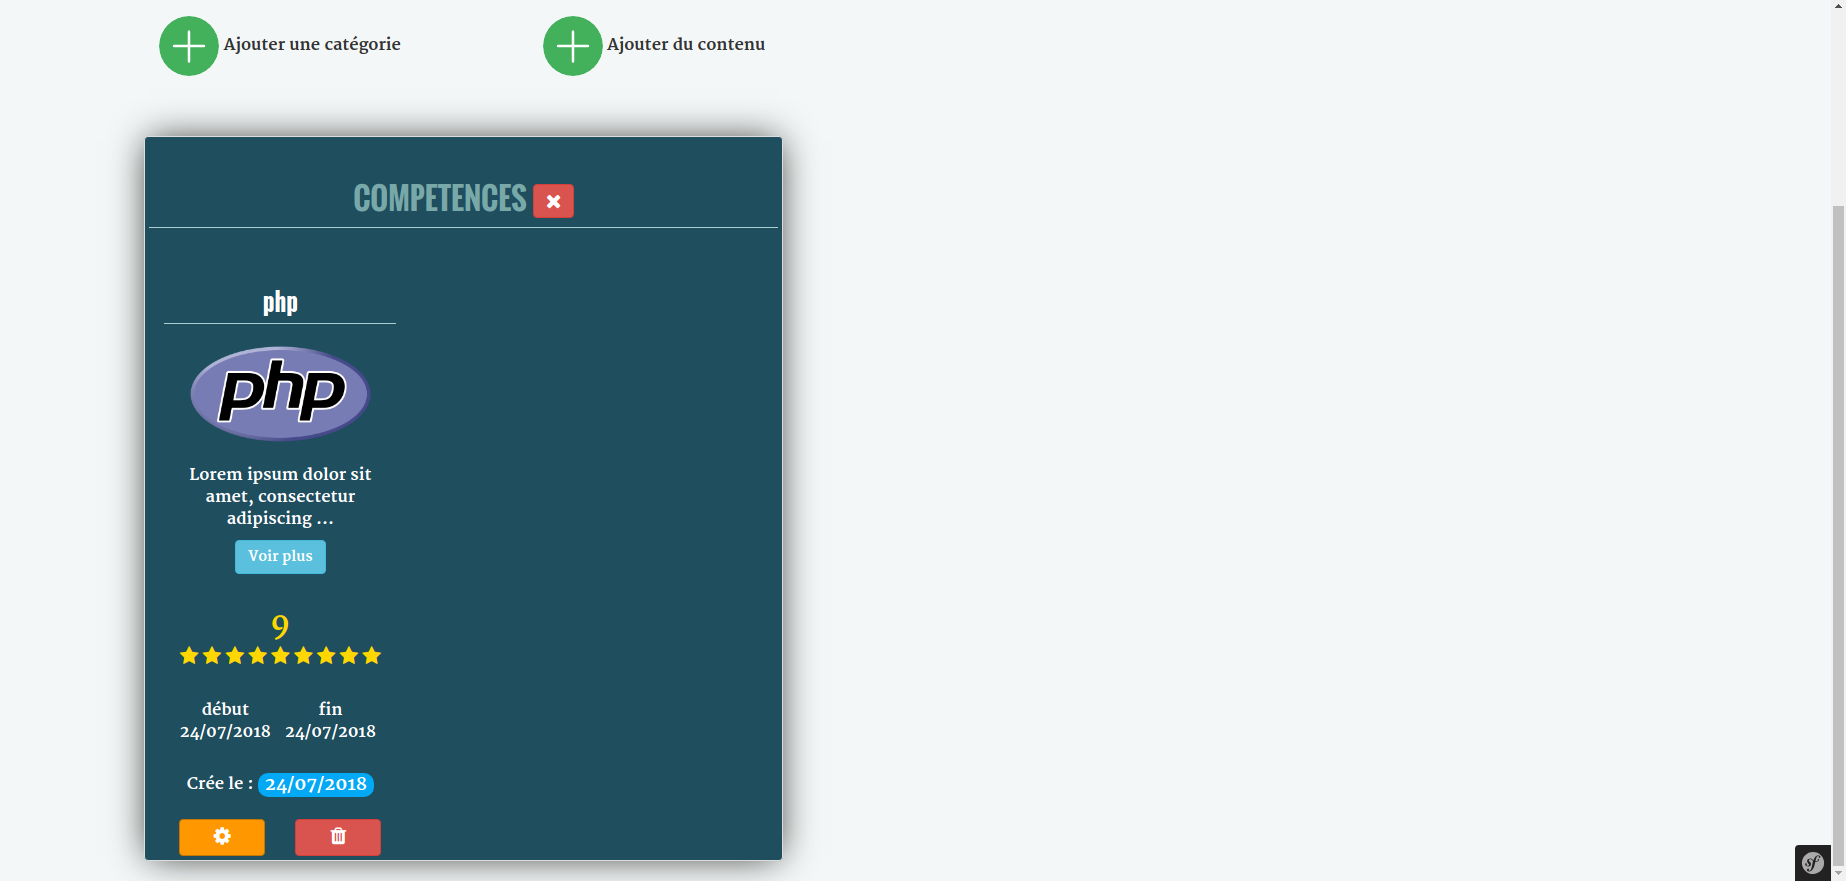 Ajouter une catégorie
Ajouter du contenu
COMPETENCES
php
php
Lorem ipsum dolor sit
amet, consectetur
adipiscing ...
Voir plus
9
début fin
24/07/2018 24/07/2018
Crée le : 24/07/2018
sf